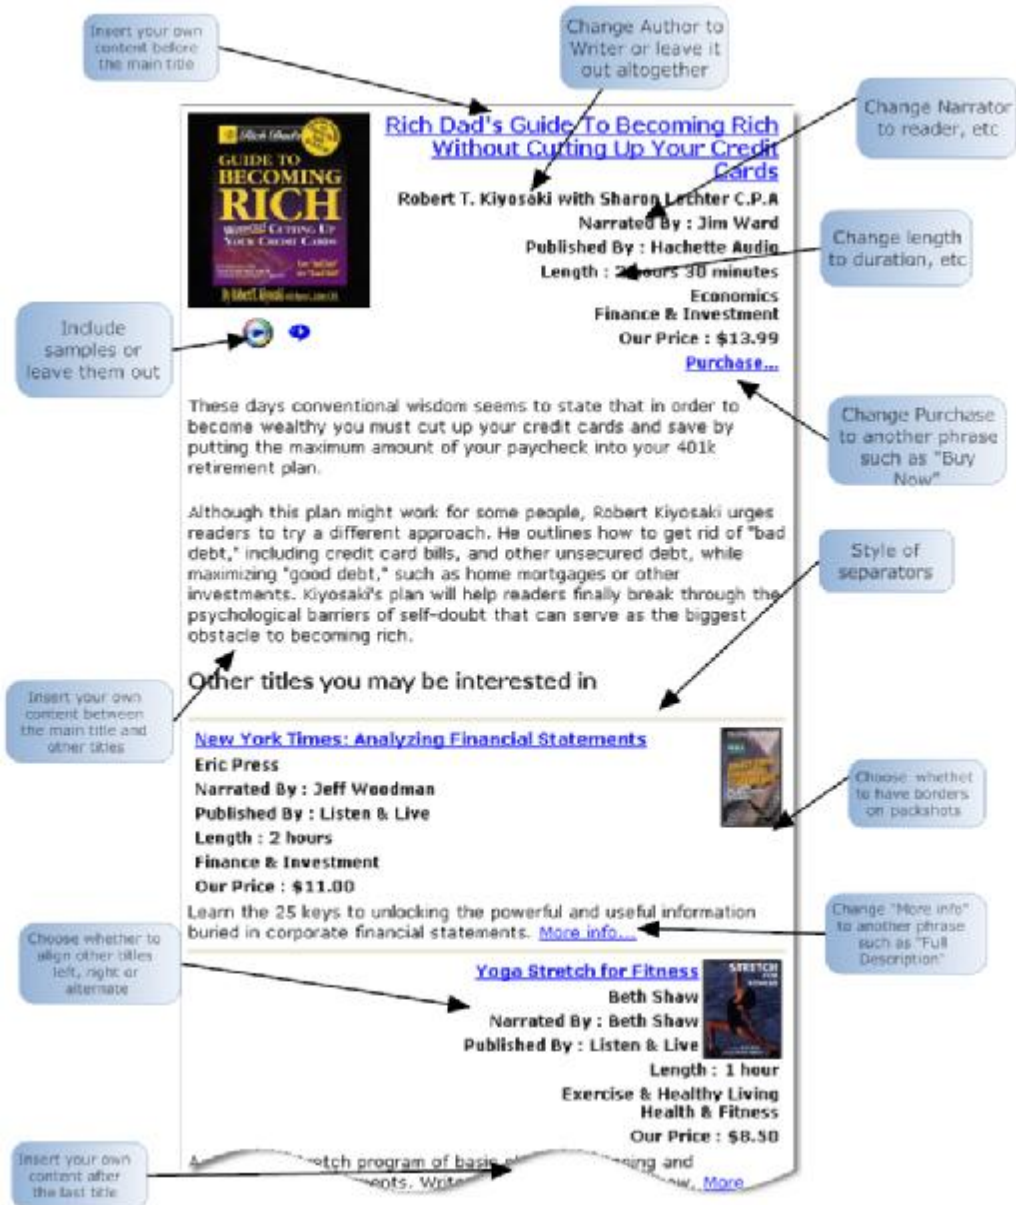 Insert your own
content before
the main title
Change Author to
Writer or leave it
out altogether
Change Narrator
to reader, etc
Rich Dad's
GUIDE TO
BECOMING
RICH
WITHOUT CUTTING UP
YOUR CREDIT CARDS
Rich Dad's Guide To Becoming Rich
Without Cutting Up Your Credit
Cards
Robert T. Kiyosaki with Sharon Lechter C.P.A
Narrated By : Jim Ward
Published By : Hachette Audio
Length : 2 hours 30 minutes
Economics
Finance & Investment
Our Price : $13.99
Purchase...
Change length
to duration, etc
Include
samples or
leave them out
Change Purchase
to another phrase
such as "Buy
Now"
These days conventional wisdom seems to state that in order to
become wealthy you must cut up your credit cards and save by
putting the maximum amount of your paycheck into your 401k
retirement plan.
Although this plan might work for some people, Robert Kiyosaki urges
readers to try a different approach. He outlines how to get rid of "bad
debt," including credit card bills, and other unsecured debt, while
maximizing "good debt," such as home mortgages or other
investments. Kiyosaki's plan will help readers finally break through the
psychological barriers of self-doubt that can serve as the biggest
obstacle to becoming rich.
Style of
separators
Insert your own
content between
the main title and
other titles
Other titles you may be interested in
New York Times: Analyzing Financial Statements
Eric Press
Narrated By : Jeff Woodman
Published By : Listen & Live
Length : 2 hours
Finance & Investment
Our Price : $11.00
Learn the 25 keys to unlocking the powerful and useful information
buried in corporate financial statements. More info...
Choose whethet
to have borders
on packshots
Change "More info"
to another phrase
such as "Full
Description"
Choose whether to
align other titles
left, right or
alternate
Yoga Stretch for Fitness
STRETCH
FOR
FITNESS
Beth Shaw
Narrated By : Beth Shaw
Published By : Listen & Live
Length : 1 hour
Exercise & Healthy Living
Health & Fitness
Our Price : $8.50
Insert your own
content after
the last title
program of basic
and
More